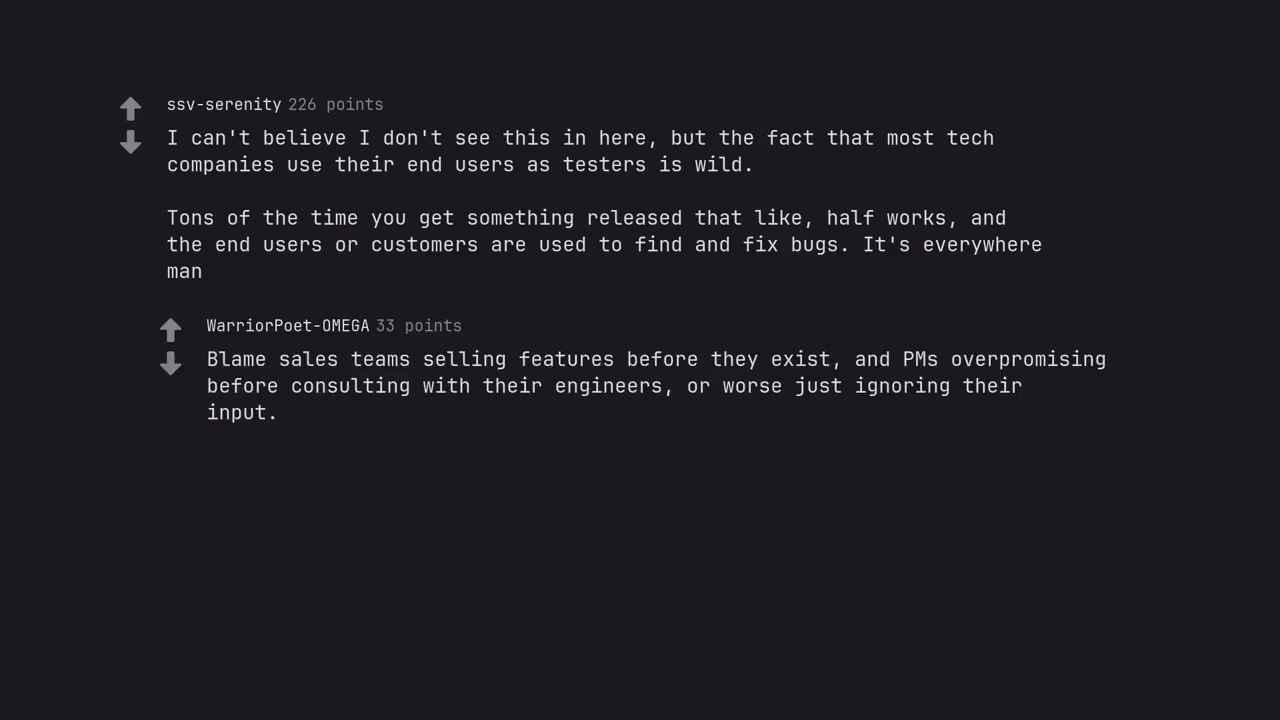 ssv-serenity 226 points
I can't believe I don't see this in here, but the fact that most tech
companies use their end users as testers is wild.
Tons of the time you get something released that like, half works, and
the end users or customers are used to find and fix bugs. It's everywhere
man
WarriorPoet-OMEGA 33 points
Blame sales teams selling features before they exist, and PMs overpromising
before consulting with their engineers, or worse just ignoring their
input.